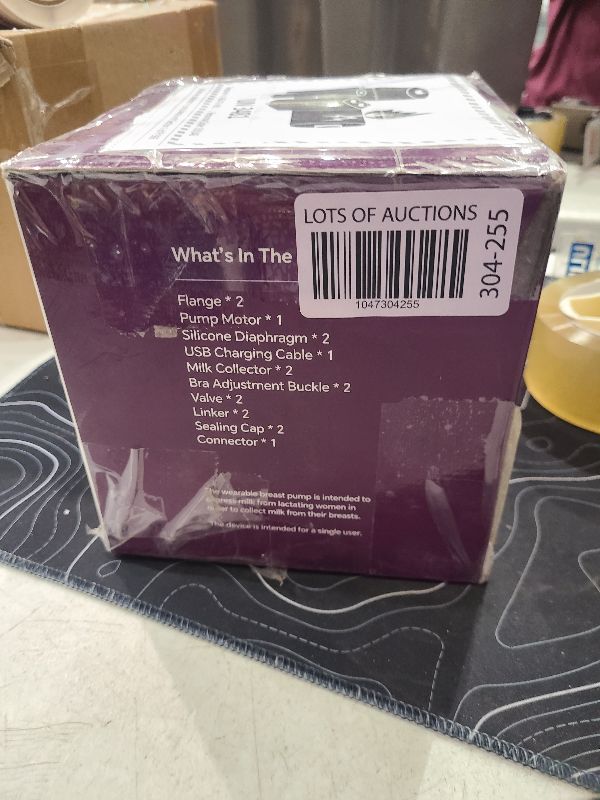 LOTS OF AUCTIONS
1047304255
304-255
What's In The
Flange * 2
Pump Motor * 1
Silicone Diaphragm * 2
USB Charging Cable * 1
Milk Collector * 2
Bra Adjustment Buckle * 2
Valve * 2
Linker * 2
Sealing Cap * 2
Connector * 1
The wearable breast pump is intended to
express milk from lactating women in
order to collect milk from their breasts.
The device is intended for a single user.